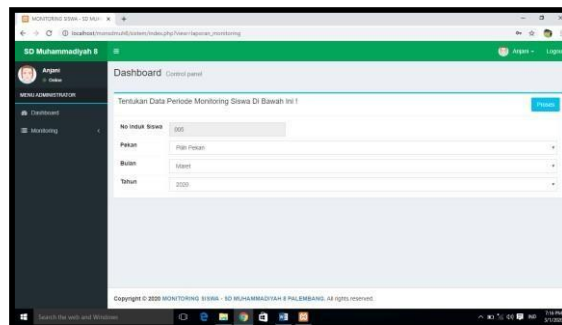 MONITORING SISWA - SD MUH
localhost/monsdmuh8/sistem/index.php?view=laporan_monitoring
SD Muhammadiyah 8
Anjani
Anjani
Online
MENU ADMINISTRATOR
Dashboard
Monitoring
Dashboard Control panel
Tentukan Data Periode Monitoring Siswa Di Bawah Ini !
Proses
No Induk Siswa
Pekan
Pilih Pekan
Bulan
Maret
Tahun
2020
Copyright © 2020 MONITORING SISWA - SD MUHAMMADIYAH 8 PALEMBANG. All rights reserved.
Search the web and Windows